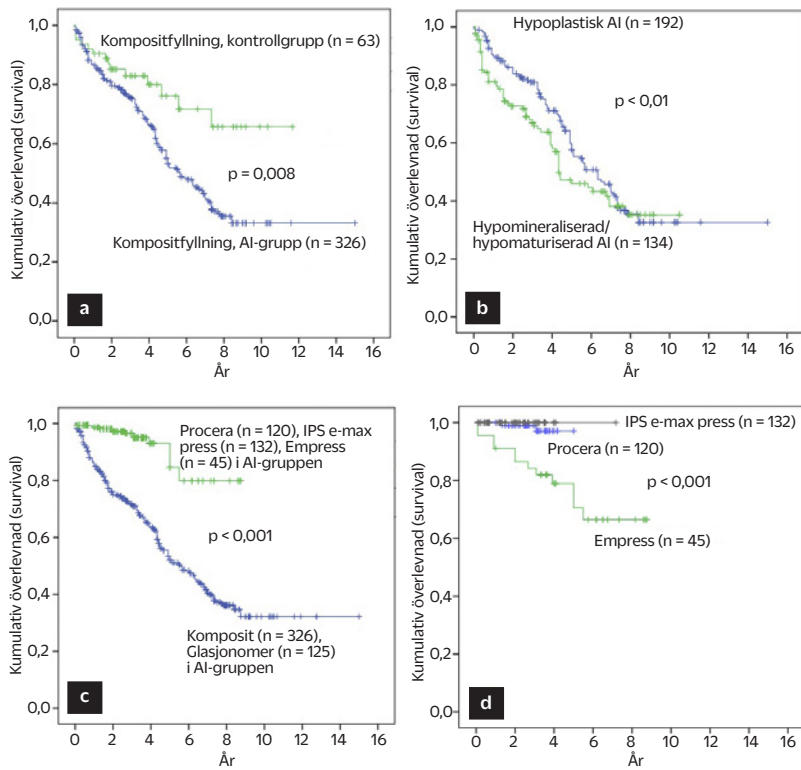 Kumulativ överlevnad (survival)
1,0
0,8
0,6
0,4
0,2
0,0
Kompositfyllning, kontrollgrupp (n = 63)
p = 0,008
Kompositfyllning, AI-grupp (n = 326)
a
0 2 4 6 8 10 12 14 16
År
Kumulativ överlevnad (survival)
1,0
0,8
0,6
0,4
0,2
0,0
Hypoplastisk AI (n = 192)
p < 0,01
Hypomineraliserad/
hypomaturiserad AI (n = 134)
b
0 2 4 6 8 10 12 14 16
År
Kumulativ överlevnad (survival)
1,0
0,8
0,6
0,4
0,2
0,0
Procera (n = 120), IPS e-max
press (n = 132), Empress
(n = 45) i AI-gruppen
p < 0,001
Komposit (n = 326),
Glasjonomer (n = 125)
i AI-gruppen
c
0 2 4 6 8 10 12 14 16
År
Kumulativ överlevnad (survival)
1,0
0,8
0,6
0,4
0,2
0,0
IPS e-max press (n = 132)
Procera (n = 120)
p < 0,001
Empress (n = 45)
d
0 2 4 6 8 10 12 14 16
År